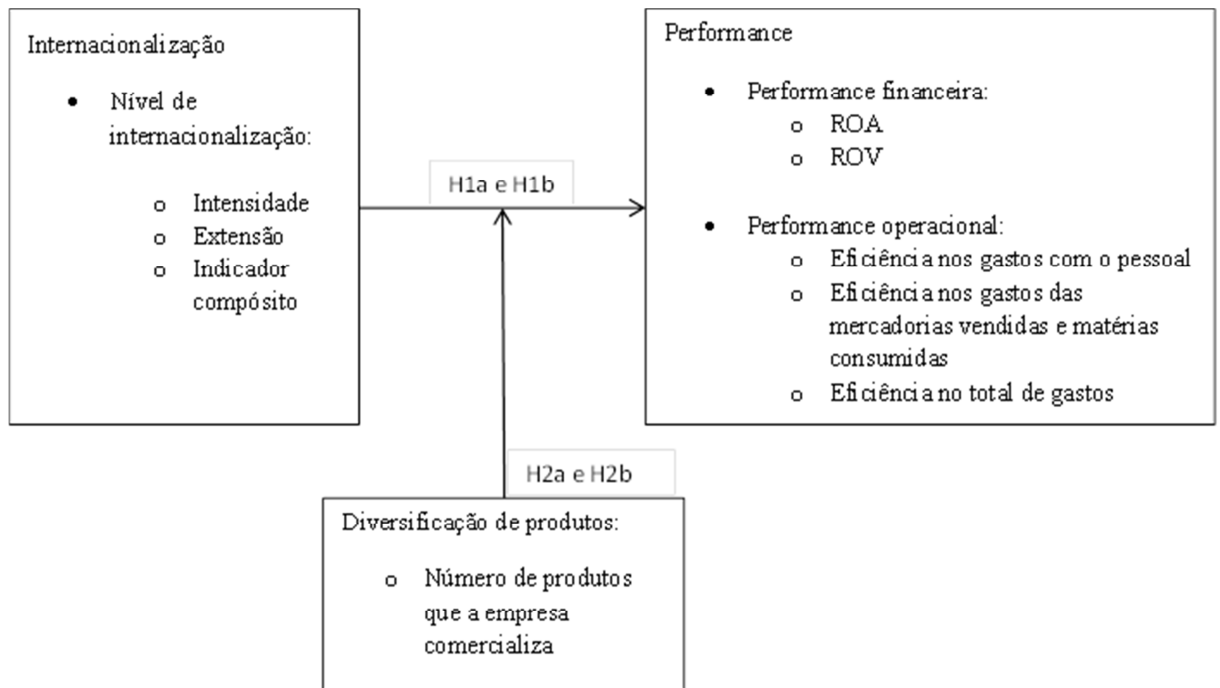 Internacionalização
• Nível de
internacionalização:
o Intensidade
o Extensão
o Indicador
compósito
H1a e H1b
Performance
• Performance financeira:
o ROA
o ROV
• Performance operacional:
o Eficiência nos gastos com o pessoal
o Eficiência nos gastos das
mercadorias vendidas e matérias
consumidas
o Eficiência no total de gastos
H2a e H2b
Diversificação de produtos:
o Número de produtos
que a empresa
comercializa